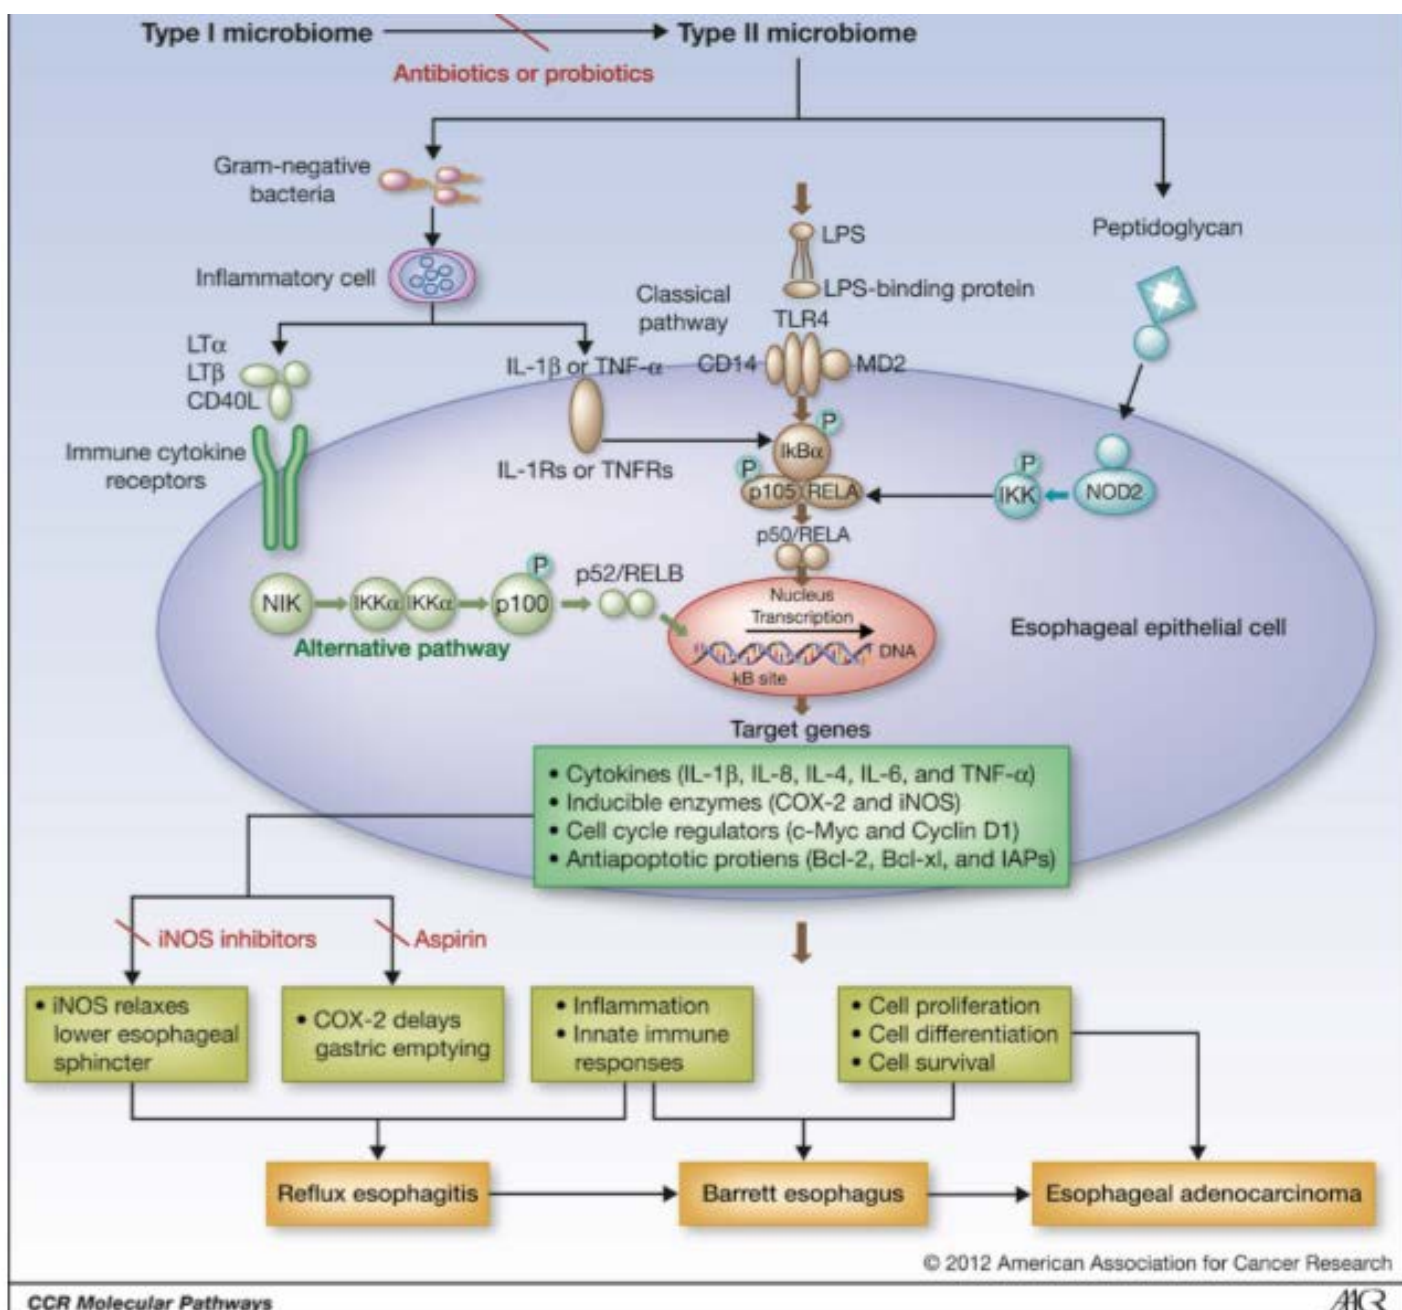 Type I microbiome
Type II microbiome
Antibiotics or probiotics
Gram-negative
bacteria
Inflammatory cell
LPS
LPS-binding protein
Peptidoglycan
Classical
pathway
TLR4
CD14
MD2
LTα
LTβ
CD40L
IL-1β or TNF-α
Immune cytokine
receptors
IL-1Rs or TNFRs
P
IkBα
P
p105
RELA
P
IKK
NOD2
p50/RELA
NIK
IKKα
IKKα
P
p100
p52/RELB
Alternative pathway
Nucleus
Transcription
DNA
kB site
Esophageal epithelial cell
Target genes
• Cytokines (IL-1β, IL-8, IL-4, IL-6, and TNF-α)
• Inducible enzymes (COX-2 and iNOS)
• Cell cycle regulators (c-Myc and Cyclin D1)
• Antiapoptotic protiens (Bcl-2, Bcl-xl, and IAPs)
iNOS inhibitors
Aspirin
• iNOS relaxes
lower esophageal
sphincter
• COX-2 delays
gastric emptying
• Inflammation
• Innate immune
responses
• Cell proliferation
• Cell differentiation
• Cell survival
Reflux esophagitis
Barrett esophagus
Esophageal adenocarcinoma
© 2012 American Association for Cancer Research
CCR Molecular Pathways
AACR